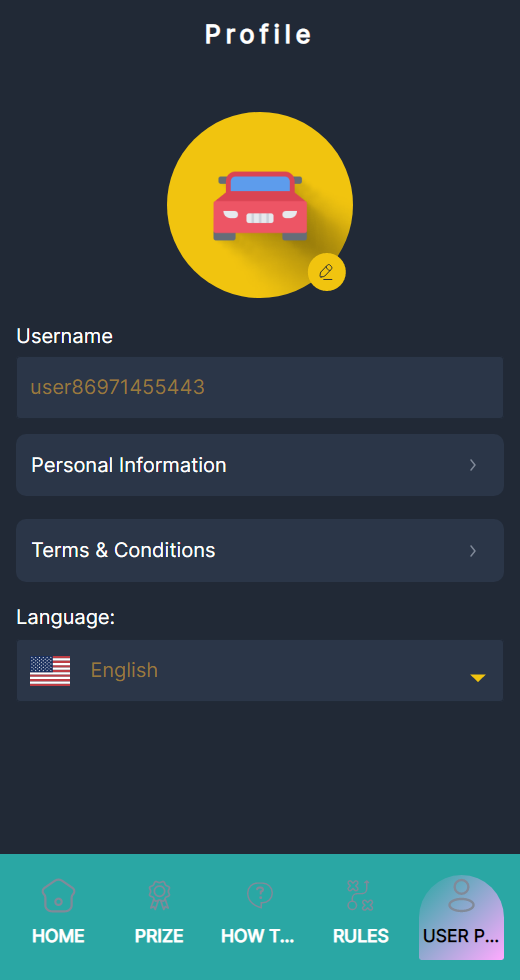 Profile
Username
user86971455443
Personal Information
Terms & Conditions
Language:
English
HOME PRIZE HOW T... RULES USER P...